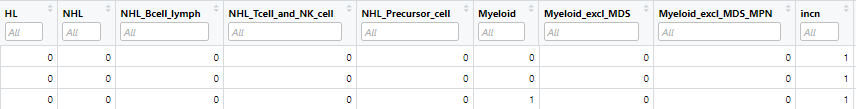 HL NHL NHL_Bcell_lymph NHL_Tcell_and_NK_cell NHL_Precursor_cell Myeloid Myeloid_excl_MDS Myeloid_excl_MDS_MPN incn
All All All All All All All All All
0 0 0 0 0 0 0 0 1
0 0 0 0 0 0 0 0 1
0 0 0 0 0 1 0 0 1